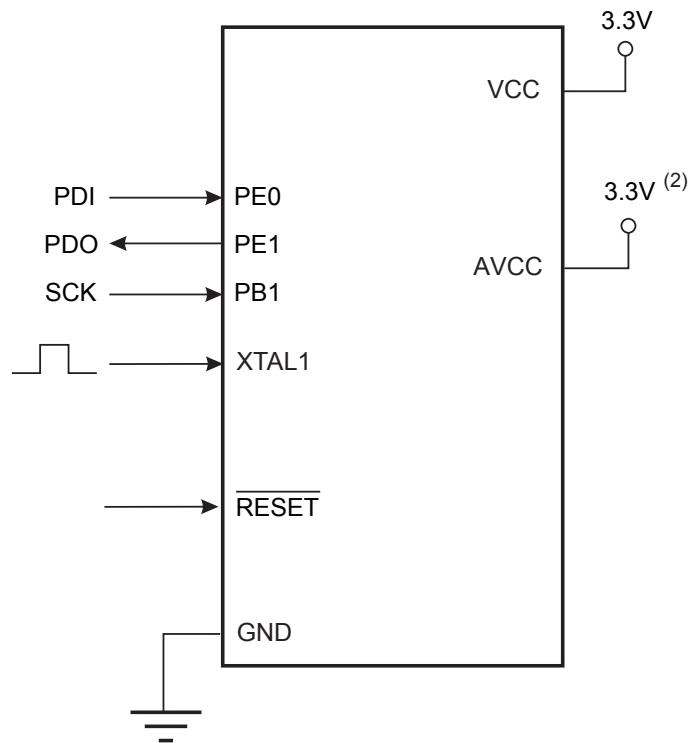 3.3V
VCC
PDI PE0
3.3V (2)
PDO PE1
AVCC
SCK PB1
XTAL1
RESET
GND